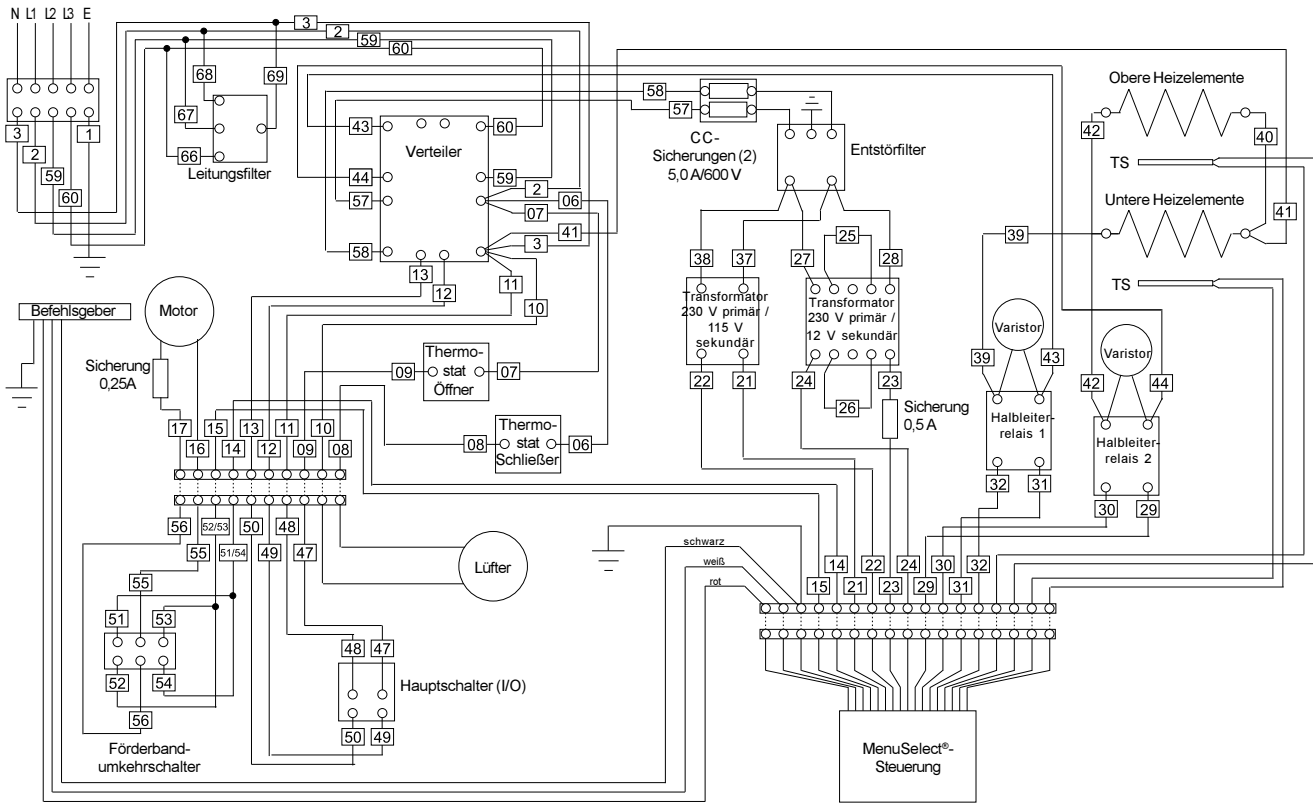 N L1 L2 L3 E
3
2
59
60
68
69
67
66
Leitungsfilter
3
2
59
60
1
43
60
Verteiler
44
59
57
2
06
07
41
3
58
13
12
11
10
58
57
CC-
Sicherungen (2)
5,0 A/600 V
Entstörfilter
Obere Heizelemente
42
40
TS
Untere Heizelemente
41
39
TS
25
38
37
27
28
Transformator
230 V primär /
115 V
sekundär
Transformator
230 V primär /
12 V sekundär
22
21
24
23
26
Sicherung
0,5 A
Varistor
39
43
Halbleiter-
relais 1
32
31
Varistor
42
44
Halbleiter-
relais 2
30
29
Befehlsgeber
Motor
Sicherung
0,25A
Thermo-
stat
Öffner
09
07
Thermo-
stat
Schließer
08
06
17
16
15
14
13
12
11
09
10
08
56
55
52/53
51/54
50
49
48
47
Lüfter
55
51
53
52
54
56
Förderband-
umkehrschalter
48
47
Hauptschalter (I/O)
50
49
schwarz
weiß
rot
15
14
21
22
23
24
29
30
31
32
MenuSelect®-
Steuerung